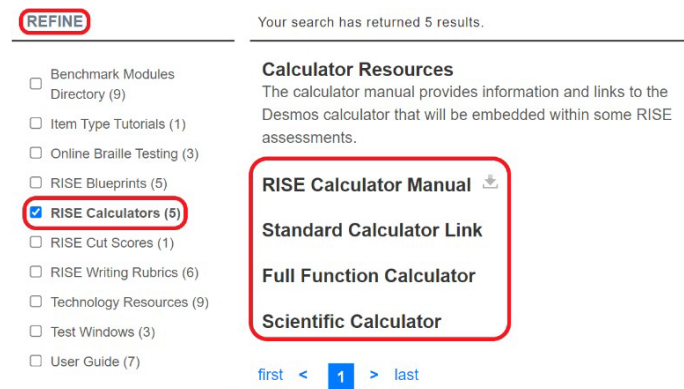 REFINE
Benchmark Modules
Directory (9)
Item Type Tutorials (1)
Online Braille Testing (3)
RISE Blueprints (5)
RISE Calculators (5)
RISE Cut Scores (1)
RISE Writing Rubrics (6)
Technology Resources (9)
Test Windows (3)
User Guide (7)
Your search has returned 5 results.
Calculator Resources
The calculator manual provides information and links to the
Desmos calculator that will be embedded within some RISE
assessments.
RISE Calculator Manual
Standard Calculator Link
Full Function Calculator
Scientific Calculator
first < 1 > last